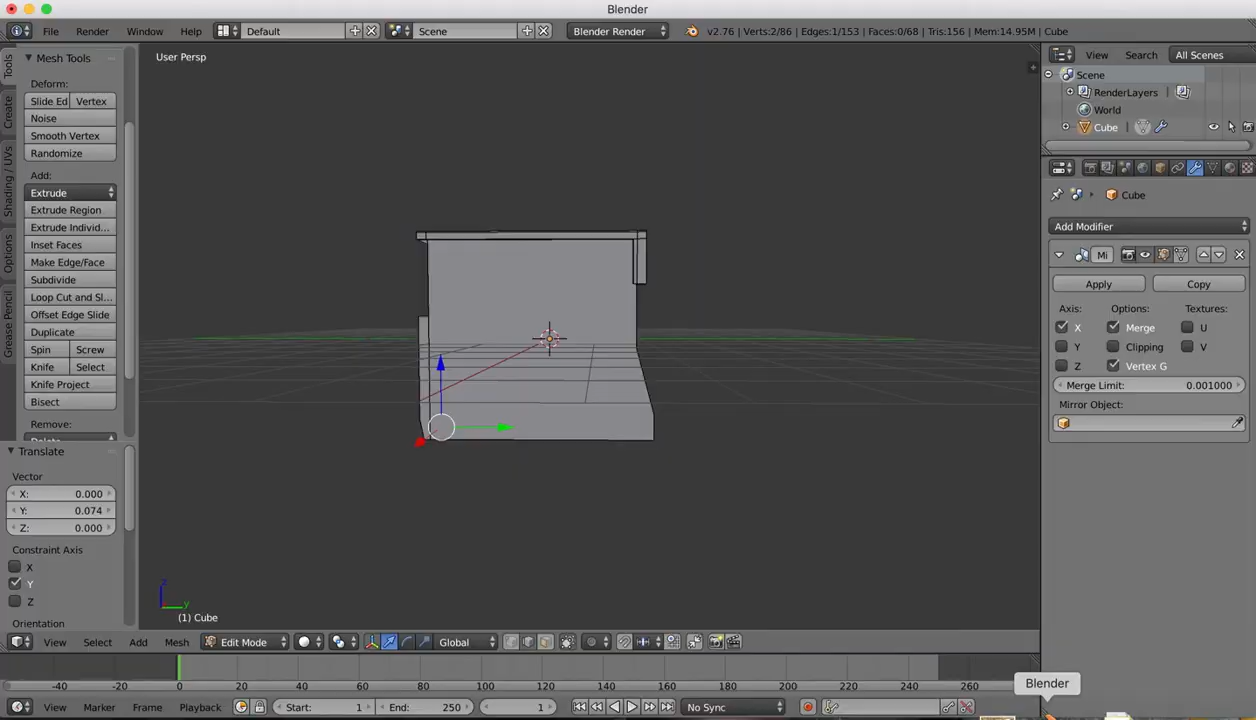 Blender
File Render Window Help Default Scene Blender Render v2.76 | Verts:2/86 | Edges:1/153 | Faces:0/68 | Tris:156 | Mem:14.95M | Cube
Tools
Create
Shading / UVs
Options
Grease Pencil
Mesh Tools
Deform:
Slide Ed Vertex
Noise
Smooth Vertex
Randomize
Add:
Extrude
Extrude Region
Extrude Individ...
Inset Faces
Make Edge/Face
Subdivide
Loop Cut and Sl...
Offset Edge Slide
Duplicate
Spin Screw
Knife Select
Knife Project
Bisect
Remove:
Translate
Vector
X: 0.000
Y: 0.074
Z: 0.000
Constraint Axis
X
Y
Z
Orientation
User Persp
z
y
(1) Cube
View Select Add Mesh Edit Mode Global
View Search All Scenes
Scene
RenderLayers
World
Cube
Cube
Add Modifier
Mi
Apply Copy
Axis: Options: Textures:
X Merge U
Y Clipping V
Z Vertex G
Merge Limit: 0.001000
Mirror Object:
-40 -20 0 20 40 60 80 100 120 140 160 180 200 220 240 260
Blender
View Marker Frame Playback Start: 1 End: 250 1 No Sync